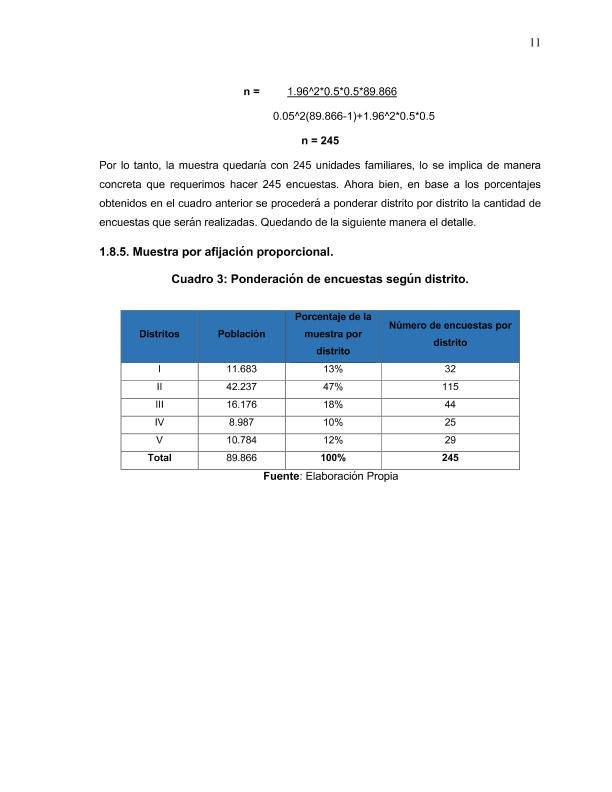 11
n = 1.96^2*0.5*0.5*89.866
0.05^2(89.866-1)+1.96^2*0.5*0.5
n = 245
Por lo tanto, la muestra quedaría con 245 unidades familiares, lo se implica de manera
concreta que requerimos hacer 245 encuestas. Ahora bien, en base a los porcentajes
obtenidos en el cuadro anterior se procederá a ponderar distrito por distrito la cantidad de
encuestas que serán realizadas. Quedando de la siguiente manera el detalle.
1.8.5. Muestra por afijación proporcional.
Cuadro 3: Ponderación de encuestas según distrito.
Distritos Población Porcentaje de la muestra por distrito Número de encuestas por distrito
I 11.683 13% 32
II 42.237 47% 115
III 16.176 18% 44
IV 8.987 10% 25
V 10.784 12% 29
Total 89.866 100% 245
Fuente: Elaboración Propia